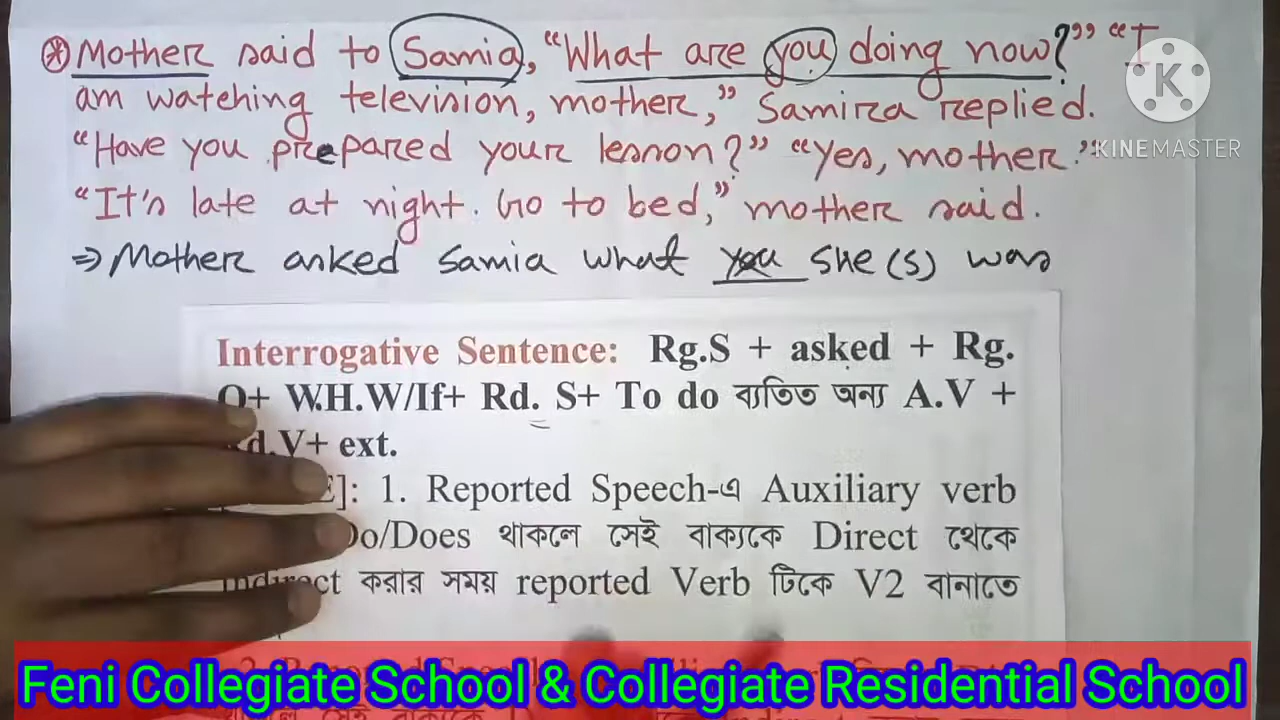 * Mother said to Samia, “What are you doing now?” “I
am watching television, mother,” Samira replied.
“Have you prepared your lesson?” “Yes, mother.”
“It's late at night. Go to bed,” mother said.
⇒ Mother asked Samia what you she (s) was
K
KINEMASTER
Interrogative Sentence: Rg.S + asked + Rg.
O+ W.H.W/If+ Rd. S+ To do ব্যতিত অন্য A.V +
Rd.V+ ext.
]: 1. Reported Speech-এ Auxiliary verb
Do/Does থাকলে সেই বাক্যকে Direct থেকে
Indirect করার সময় reported Verb টিকে V2 বানাতে
Feni Collegiate School & Collegiate Residential School